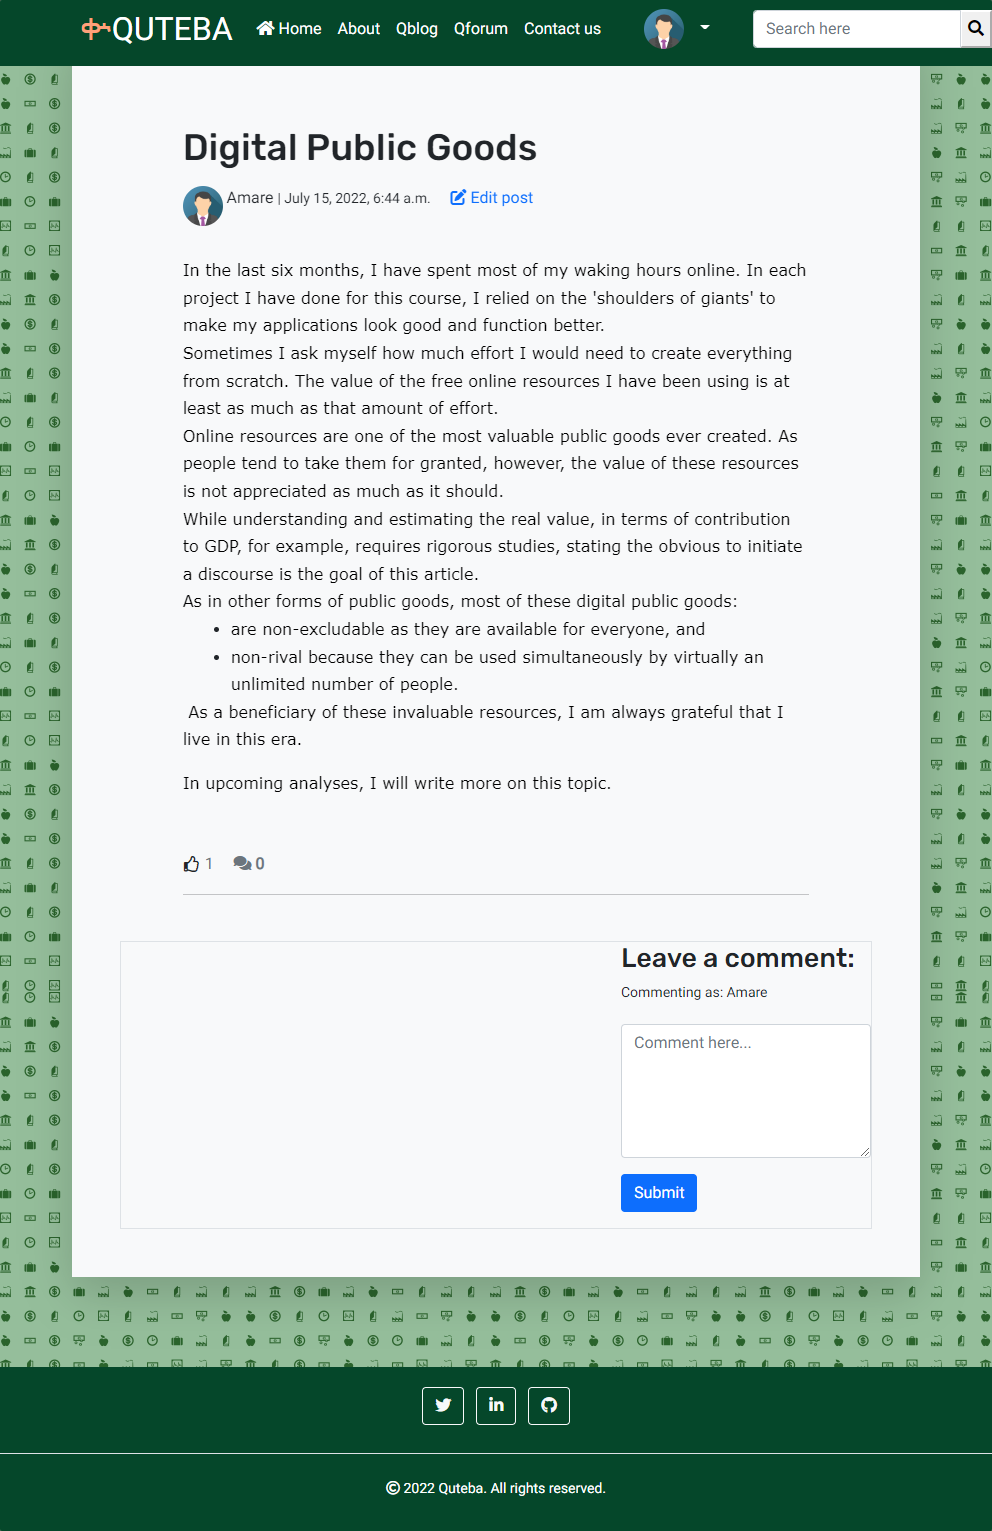 ቍQUTEBA Home About Qblog Qforum Contact us Search here
Digital Public Goods
Amare | July 15, 2022, 6:44 a.m. Edit post
In the last six months, I have spent most of my waking hours online. In each
project I have done for this course, I relied on the 'shoulders of giants' to
make my applications look good and function better.
Sometimes I ask myself how much effort I would need to create everything
from scratch. The value of the free online resources I have been using is at
least as much as that amount of effort.
Online resources are one of the most valuable public goods ever created. As
people tend to take them for granted, however, the value of these resources
is not appreciated as much as it should.
While understanding and estimating the real value, in terms of contribution
to GDP, for example, requires rigorous studies, stating the obvious to initiate
a discourse is the goal of this article.
As in other forms of public goods, most of these digital public goods:
• are non-excludable as they are available for everyone, and
• non-rival because they can be used simultaneously by virtually an
unlimited number of people.
As a beneficiary of these invaluable resources, I am always grateful that I
live in this era.
In upcoming analyses, I will write more on this topic.
1 0
Leave a comment:
Commenting as: Amare
Comment here...
Submit
© 2022 Quteba. All rights reserved.